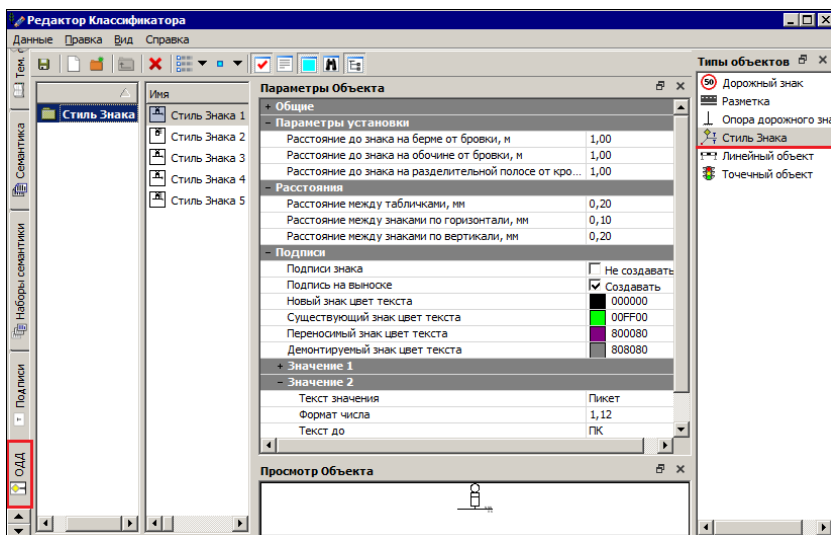 Редактор Классификатора
Данные Правка Вид Справка
Тем.
Семантика
Наборы семантики
Подписи
ОДД
Стиль Знака
Имя
Стиль Знака 1
Стиль Знака 2
Стиль Знака 3
Стиль Знака 4
Стиль Знака 5
Параметры Объекта
+ Общие
− Параметры установки
Расстояние до знака на берме от бровки, м 1,00
Расстояние до знака на обочине от бровки, м 1,00
Расстояние до знака на разделительной полосе от кро... 1,00
− Расстояния
Расстояние между табличками, мм 0,20
Расстояние между знаками по горизонтали, мм 0,10
Расстояние между знаками по вертикали, мм 0,20
− Подписи
Подписи знака Не создавать
Подпись на выноске Создавать
Новый знак цвет текста 000000
Существующий знак цвет текста 00FF00
Переносимый знак цвет текста 800080
Демонтируемый знак цвет текста 808080
+ Значение 1
− Значение 2
Текст значения Пикет
Формат числа 1,12
Текст до ПК
Просмотр Объекта
Типы объектов
50 Дорожный знак
Разметка
Опора дорожного зна
Стиль Знака
Линейный объект
Точечный объект